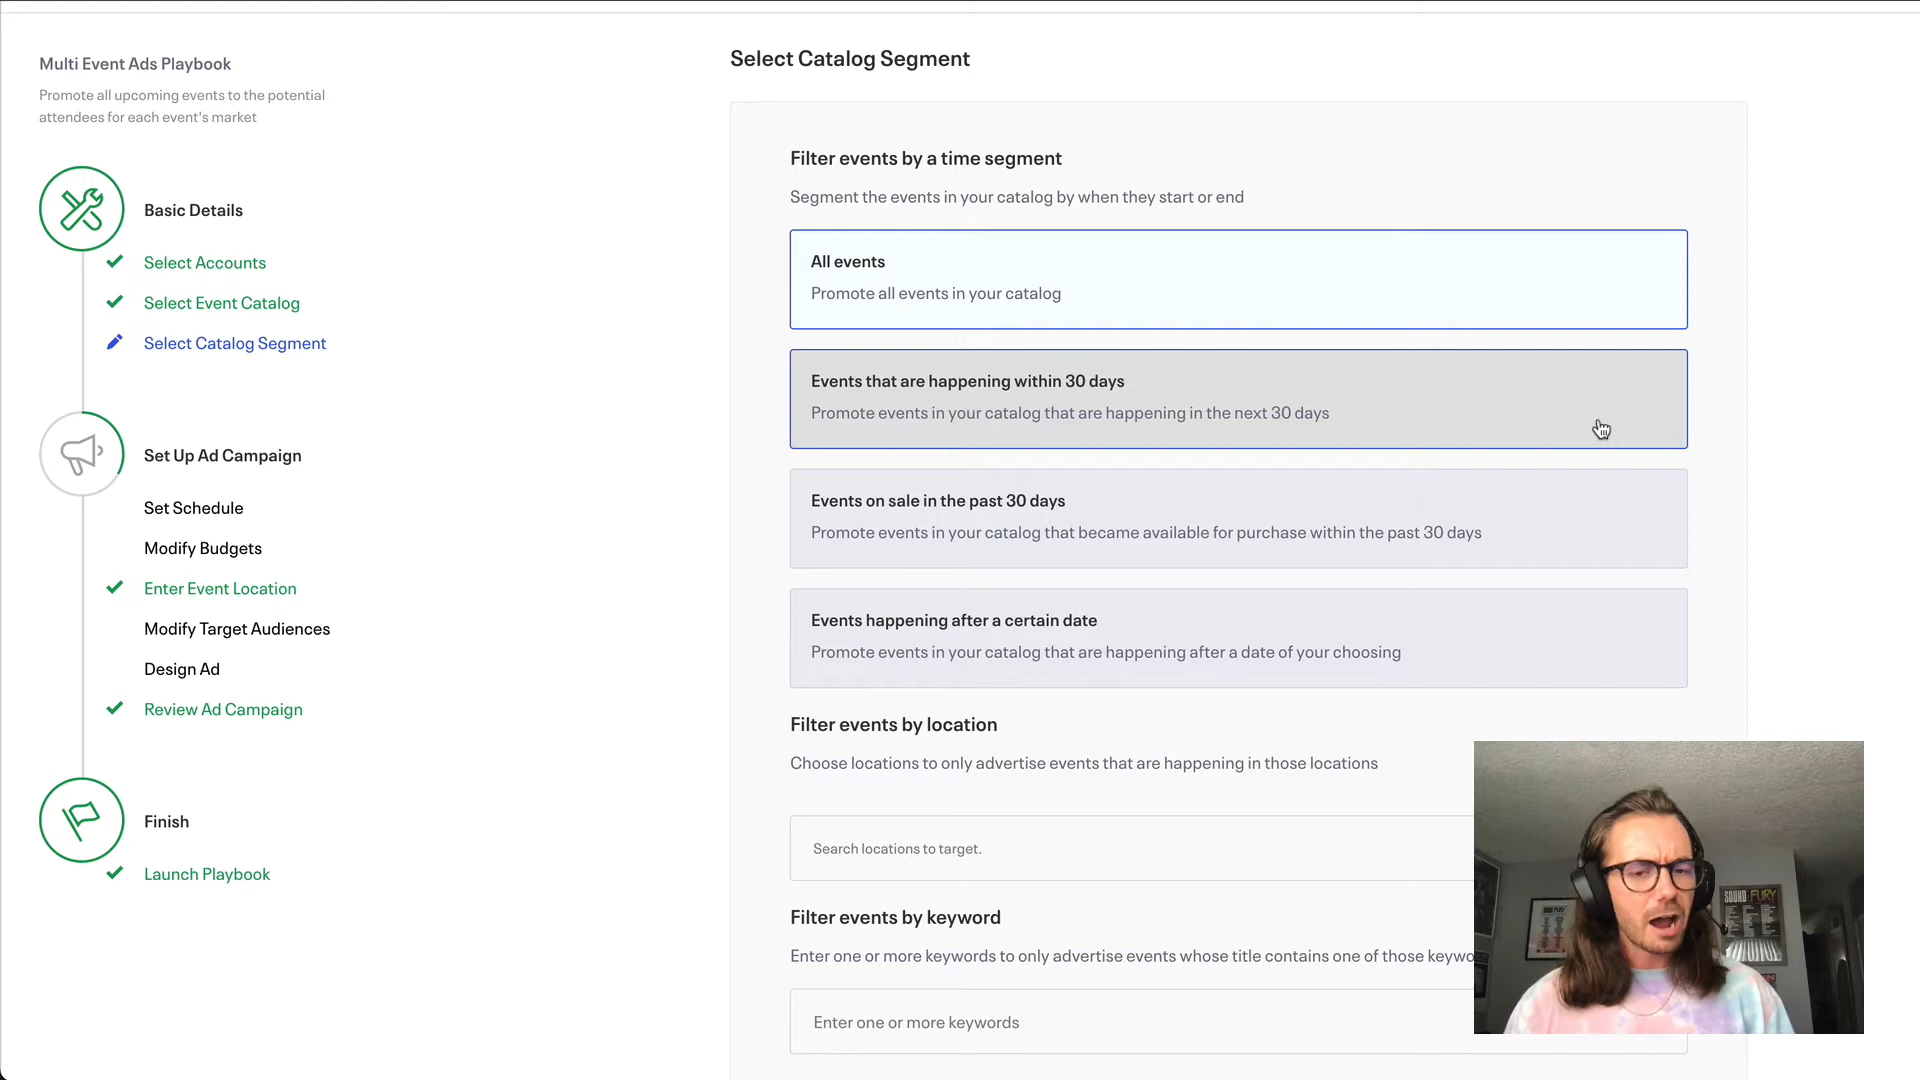 Multi Event Ads Playbook
Promote all upcoming events to the potential
attendees for each event's market
Basic Details
Select Accounts
Select Event Catalog
Select Catalog Segment
Set Up Ad Campaign
Set Schedule
Modify Budgets
Enter Event Location
Modify Target Audiences
Design Ad
Review Ad Campaign
Finish
Launch Playbook
Select Catalog Segment
Filter events by a time segment
Segment the events in your catalog by when they start or end
All events
Promote all events in your catalog
Events that are happening within 30 days
Promote events in your catalog that are happening in the next 30 days
Events on sale in the past 30 days
Promote events in your catalog that became available for purchase within the past 30 days
Events happening after a certain date
Promote events in your catalog that are happening after a date of your choosing
Filter events by location
Choose locations to only advertise events that are happening in those locations
Search locations to target.
Filter events by keyword
Enter one or more keywords to only advertise events whose title contains one of those keywo
Enter one or more keywords
SOUND FURY